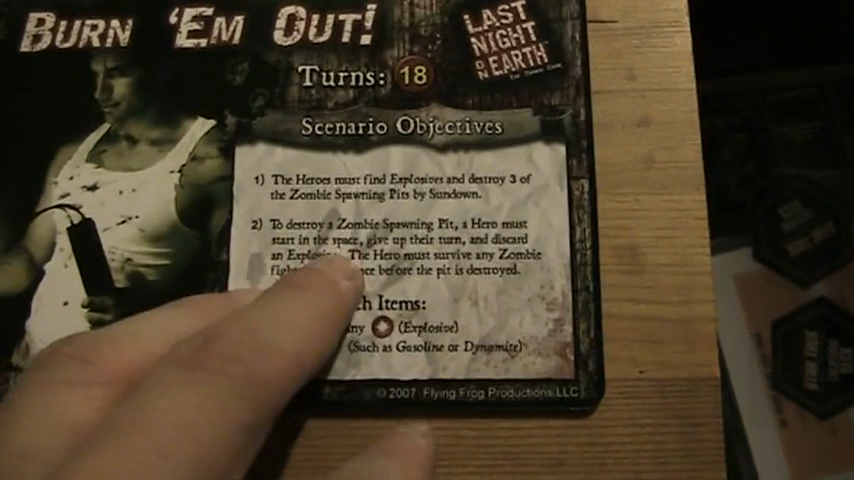 BURN 'EM OUT!
LAST
NIGHT
ON EARTH
Turns: 18
Scenario Objectives
1) The Heroes must find Explosives and destroy 3 of
the Zombie Spawning Pits by Sundown.
2) To destroy a Zombie Spawning Pit, a Hero must
start in the space, give up their turn, and discard
an The Hero must survive any Zombie
before the pit is destroyed.
Items:
(Explosive)
(Such as Gasoline or Dynamite)
© 2007 Flying Frog Productions LLC